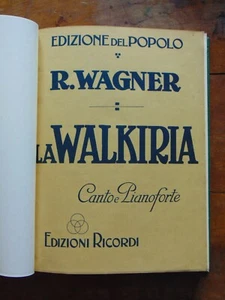 EDIZIONE DEL POPOLO
R. WAGNER
LA WALKIRIA
Canto e Pianoforte
EDIZIONI RICORDI